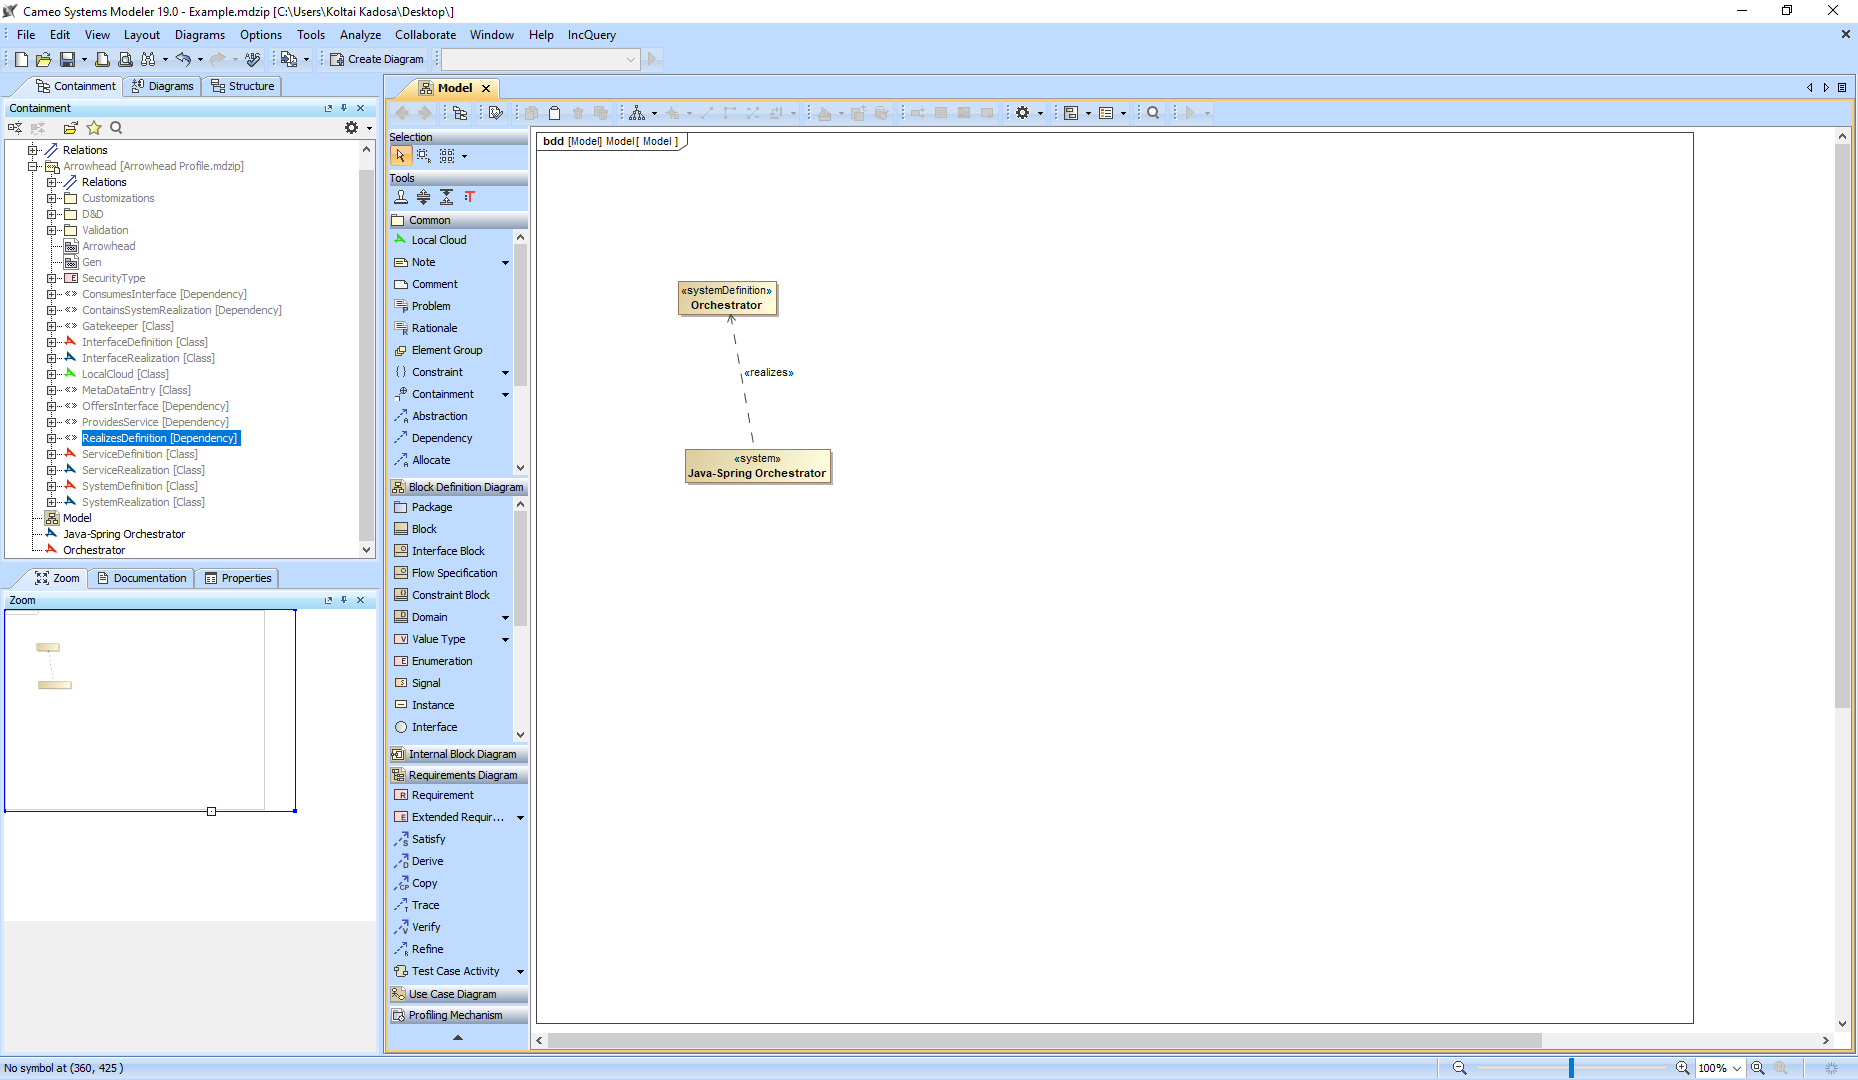 Cameo Systems Modeler 19.0 - Example.mdzip [C:\Users\Koltai Kadosa\Desktop\]
File Edit View Layout Diagrams Options Tools Analyze Collaborate Window Help IncQuery
Create Diagram
Containment Diagrams Structure
Containment
Relations
Arrowhead [Arrowhead Profile.mdzip]
Relations
Customizations
D&D
Validation
Arrowhead
Gen
SecurityType
ConsumesInterface [Dependency]
ContainsSystemRealization [Dependency]
Gatekeeper [Class]
InterfaceDefinition [Class]
InterfaceRealization [Class]
LocalCloud [Class]
MetaDataEntry [Class]
OffersInterface [Dependency]
ProvidesService [Dependency]
RealizesDefinition [Dependency]
ServiceDefinition [Class]
ServiceRealization [Class]
SystemDefinition [Class]
SystemRealization [Class]
Model
Java-Spring Orchestrator
Orchestrator
Zoom Documentation Properties
Zoom
Model
Selection
Tools
Common
Local Cloud
Note
Comment
Problem
Rationale
Element Group
Constraint
Containment
Abstraction
Dependency
Allocate
Block Definition Diagram
Package
Block
Interface Block
Flow Specification
Constraint Block
Domain
Value Type
Enumeration
Signal
Instance
Interface
Internal Block Diagram
Requirements Diagram
Requirement
Extended Requir...
Satisfy
Derive
Copy
Trace
Verify
Refine
Test Case Activity
Use Case Diagram
Profiling Mechanism
bdd [Model] Model[ Model ]
«systemDefinition»
Orchestrator
«realizes»
«system»
Java-Spring Orchestrator
No symbol at (360, 425 )
100%